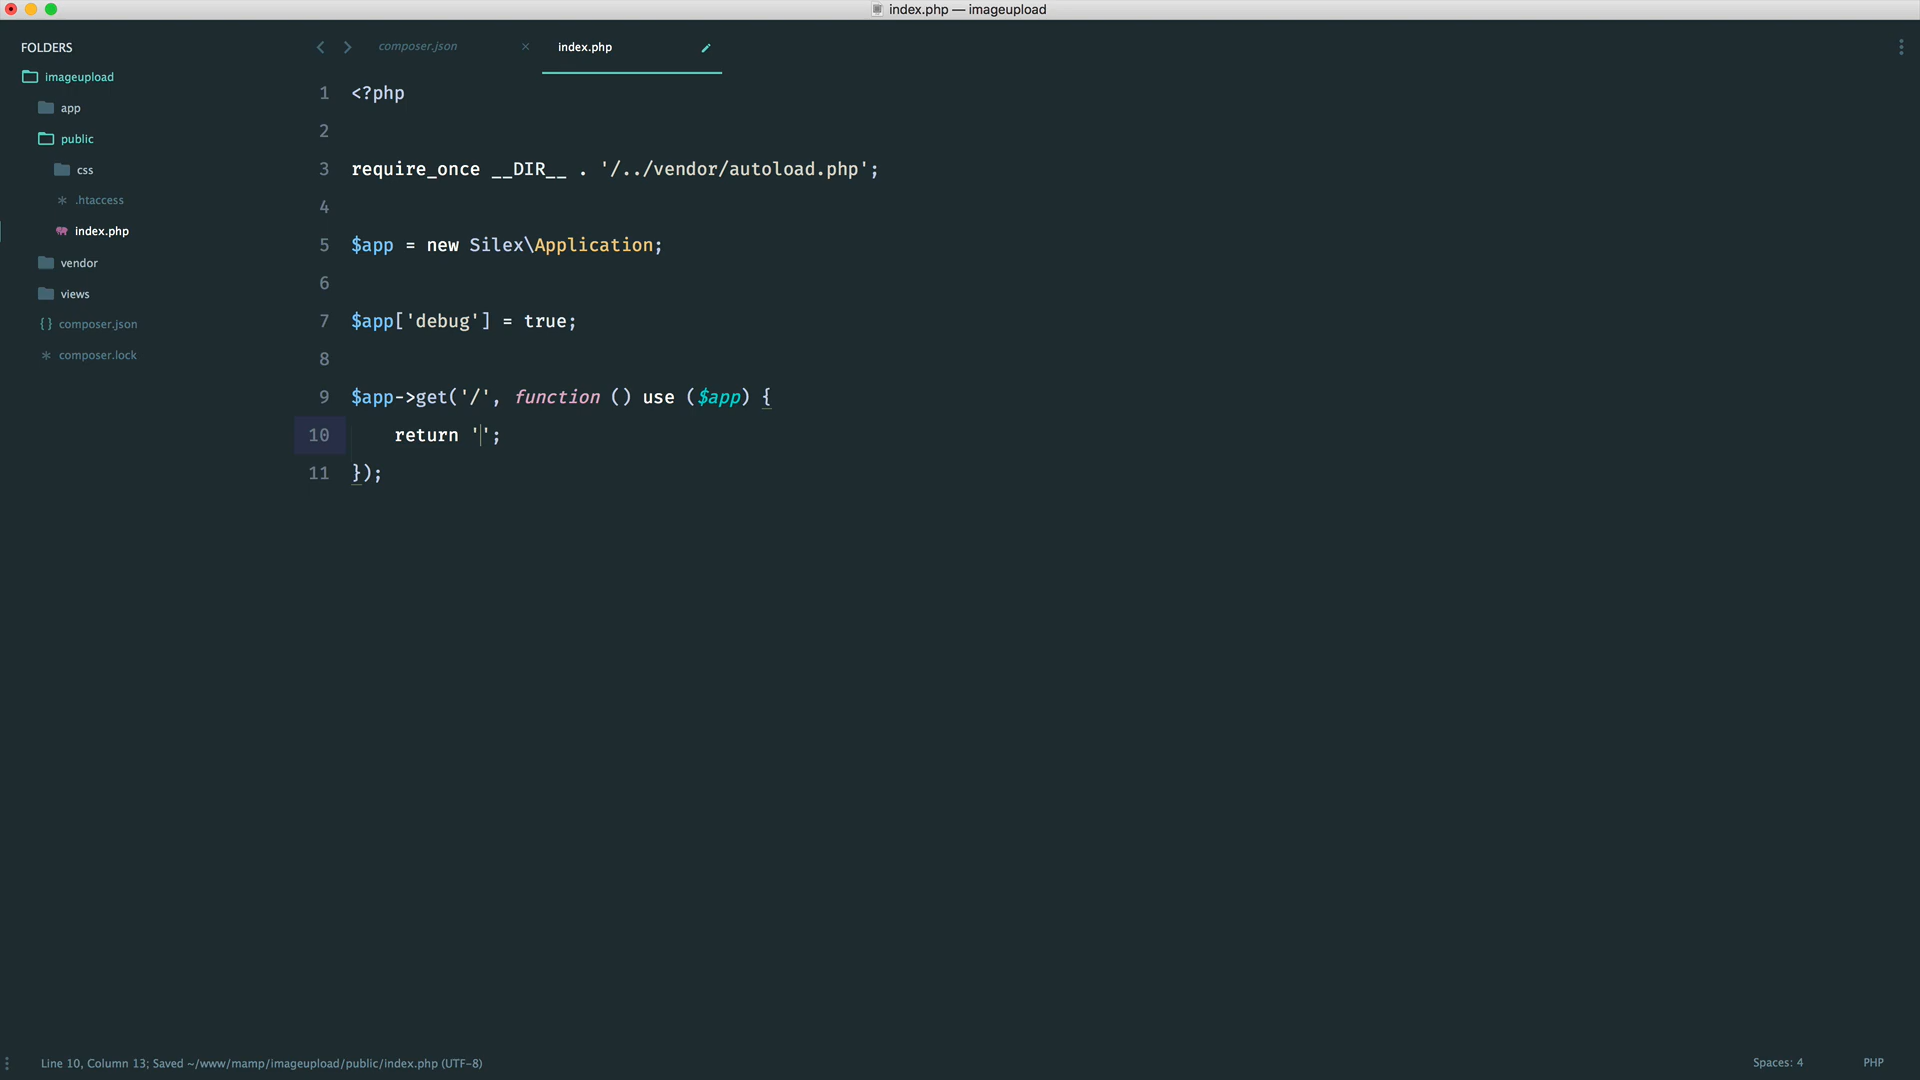 index.php — imageupload
FOLDERS
imageupload
app
public
css
.htaccess
index.php
vendor
views
composer.json
composer.lock
composer.json
index.php
1 <?php
2
3 require_once __DIR__ . '/../vendor/autoload.php';
4
5 $app = new Silex\Application;
6
7 $app['debug'] = true;
8
9 $app->get('/', function () use ($app) {
10     return '';
11 });
Line 10, Column 13; Saved ~/www/mamp/imageupload/public/index.php (UTF-8)
Spaces: 4
PHP